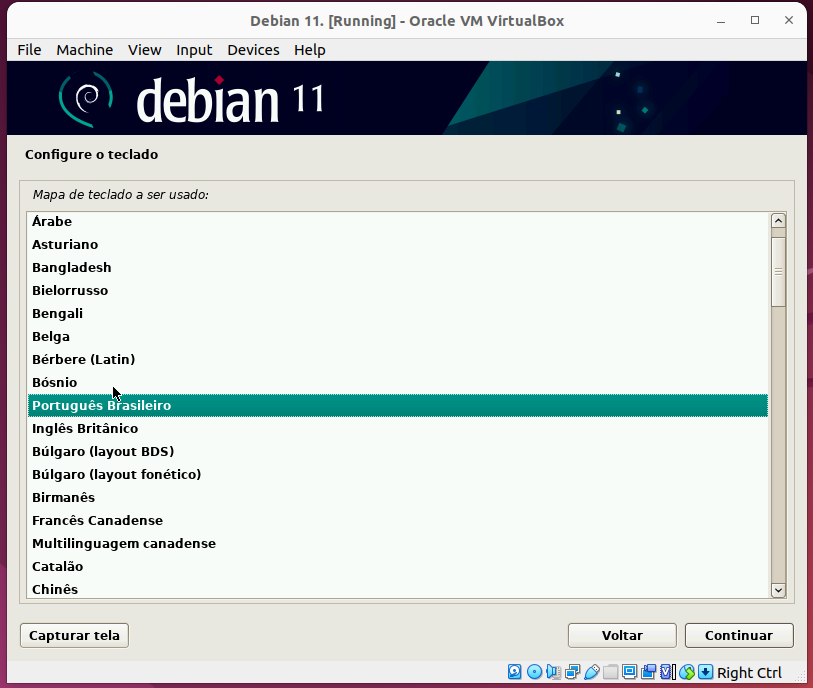 Debian 11. [Running] - Oracle VM VirtualBox
File Machine View Input Devices Help
debian 11
Configure o teclado
Mapa de teclado a ser usado:
Árabe
Asturiano
Bangladesh
Bielorrusso
Bengali
Belga
Bérbere (Latin)
Bósnio
Português Brasileiro
Inglês Britânico
Búlgaro (layout BDS)
Búlgaro (layout fonético)
Birmanês
Francês Canadense
Multilinguagem canadense
Catalão
Chinês
Capturar tela Voltar Continuar
Right Ctrl